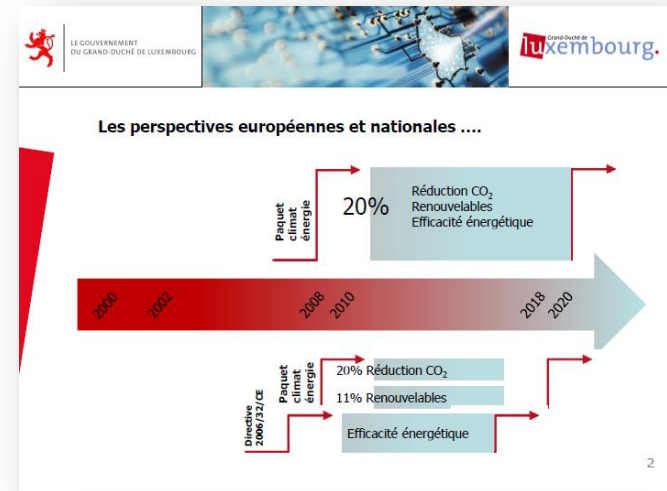 LE GOUVERNEMENT
DU GRAND-DUCHÉ DE LUXEMBOURG
Grand-Duché de
luxembourg.
Les perspectives européennes et nationales ....
Paquet
climat
énergie
20%
Réduction CO₂
Renouvelables
Efficacité énergétique
2000
2002
2008
2010
2018
2020
Paquet
climat
énergie
20% Réduction CO₂
11% Renouvelables
Directive
2006/32/CE
Efficacité énergétique
2